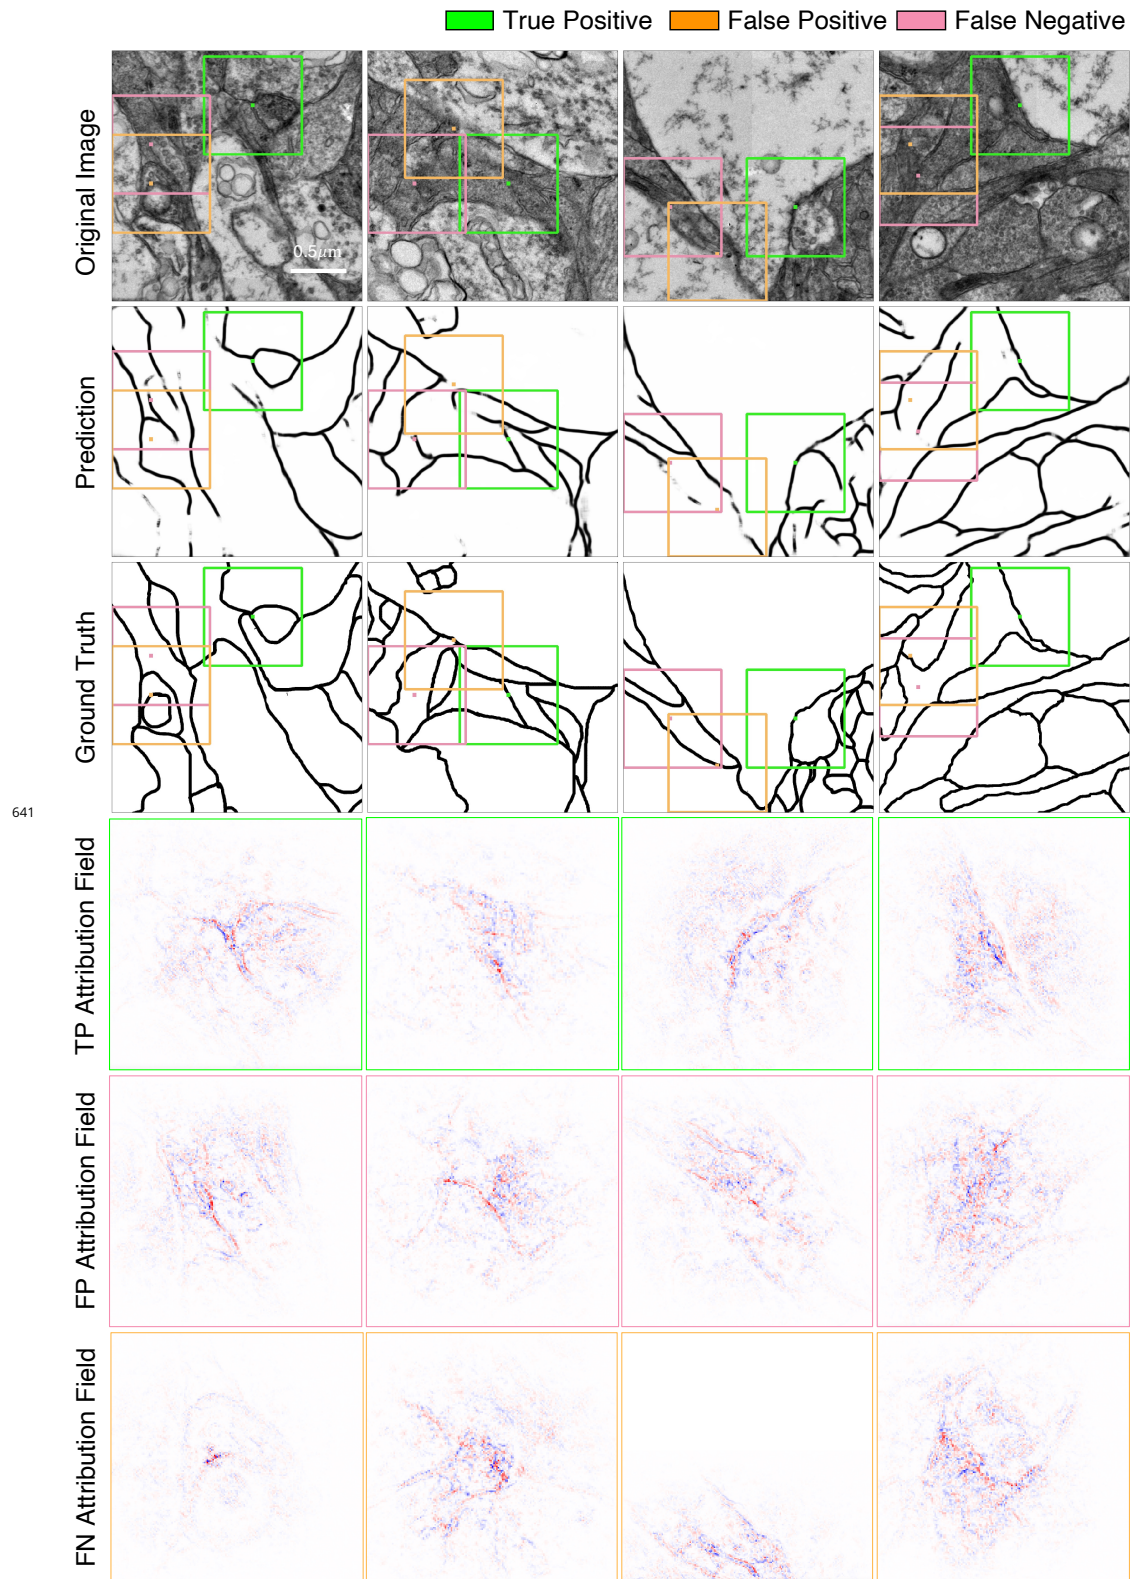 True Positive
False Positive
False Negative
Original Image
0.5μm
Prediction
Ground Truth
641
TP Attribution Field
FP Attribution Field
FN Attribution Field